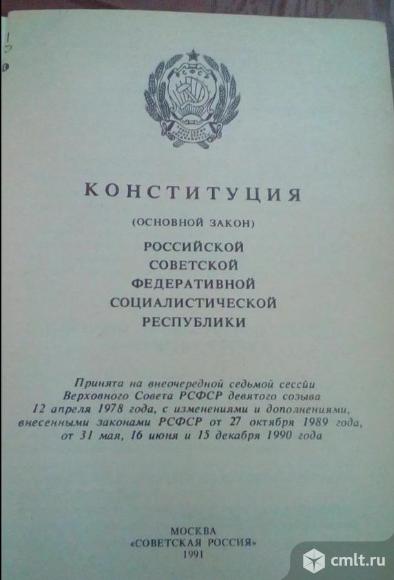 РСФСР
КОНСТИТУЦИЯ
(ОСНОВНОЙ ЗАКОН)
РОССИЙСКОЙ
СОВЕТСКОЙ
ФЕДЕРАТИВНОЙ
СОЦИАЛИСТИЧЕСКОЙ
РЕСПУБЛИКИ
Принята на внеочередной седьмой сессии
Верховного Совета РСФСР девятого созыва
12 апреля 1978 года, с изменениями и дополнениями,
внесенными законами РСФСР от 27 октября 1989 года,
от 31 мая, 16 июня и 15 декабря 1990 года
МОСКВА
«СОВЕТСКАЯ РОССИЯ»
1991
cmlt.ru